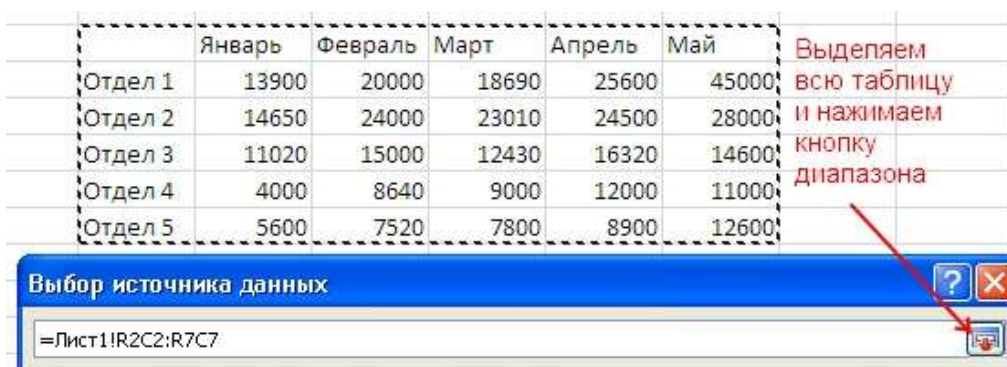 Январь Февраль Март Апрель Май
Отдел 1 13900 20000 18690 25600 45000
Отдел 2 14650 24000 23010 24500 28000
Отдел 3 11020 15000 12430 16320 14600
Отдел 4 4000 8640 9000 12000 11000
Отдел 5 5600 7520 7800 8900 12600
Выделяем
всю таблицу
и нажимаем
кнопку
диапазона
Выбор источника данных
=Лист1!R2C2:R7C7